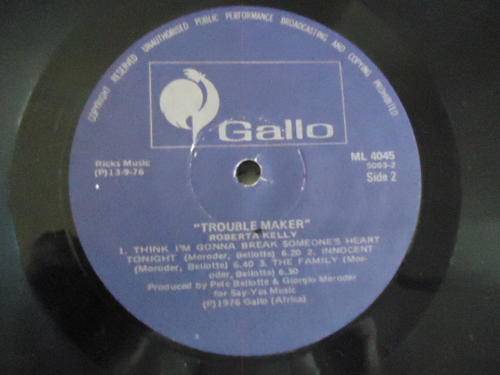 COPYRIGHT RESERVED UNAUTHORISED PUBLIC PERFORMANCE BROADCASTING AND COPYING PROHIBITED
Gallo
Ricks Music
(P)13-9-76
ML 4045
5003-2
Side 2
"TROUBLE MAKER"
ROBERTA KELLY
1. THINK I'M GONNA BREAK SOMEONE'S HEART
TONIGHT (Moroder, Bellotte) 6.20 2. INNOCENT
(Moroder, Bellotte) 6.40 3. THE FAMILY (Mor-
oder, Bellotte) 6.30
Produced by Pete Bellotte & Giorgio Moroder
for Say-Yes Music
(P)1976 Gallo (Africa)